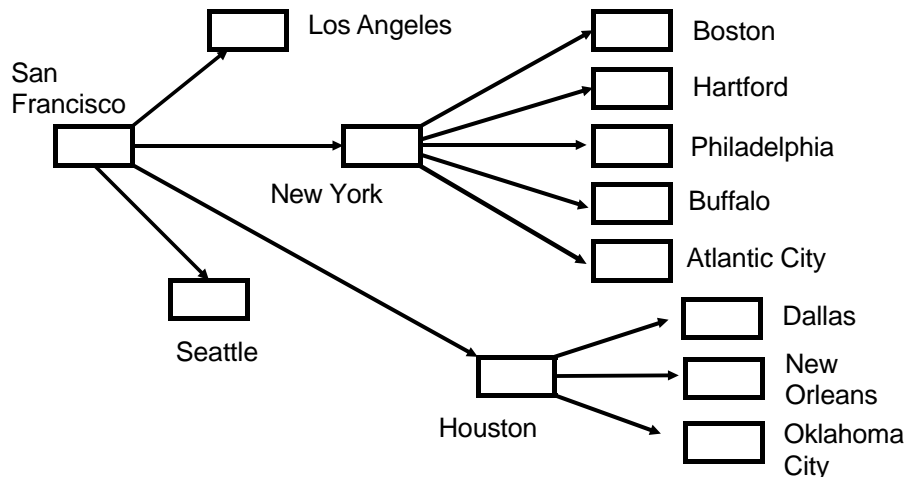 Los Angeles
Boston
San
Francisco
Hartford
Philadelphia
New York
Buffalo
Atlantic City
Seattle
Dallas
New
Orleans
Houston
Oklahoma
City